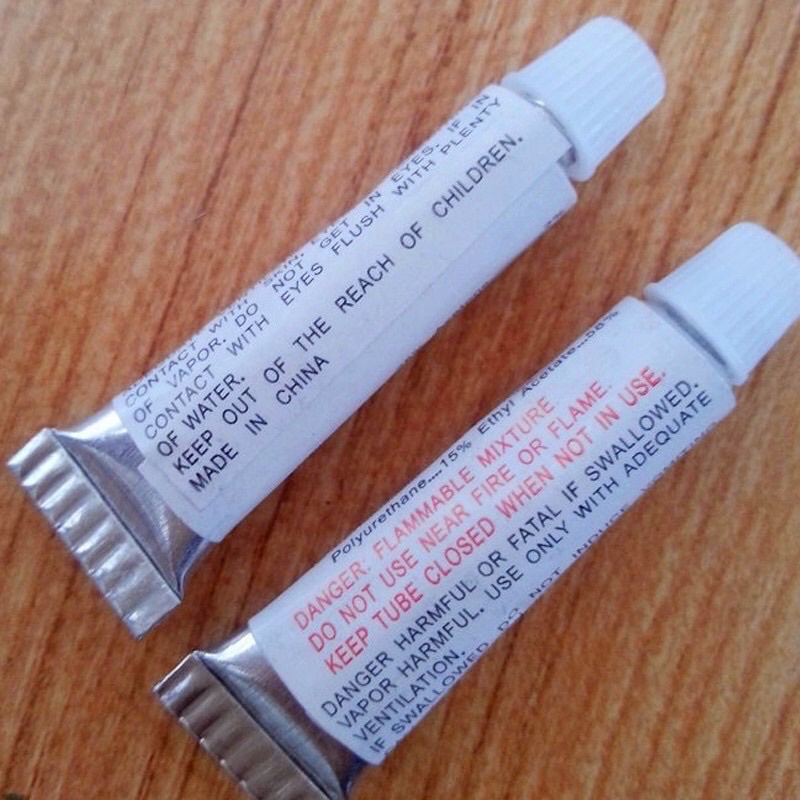 CONTACT WITH SKIN.
OF VAPOR. DO NOT GET IN EYES. IF IN
CONTACT WITH EYES FLUSH WITH PLENTY
OF WATER.
KEEP OUT OF THE REACH OF CHILDREN.
MADE IN CHINA
Polyurethane....15% Ethyl Acetate...
DANGER: FLAMMABLE MIXTURE.
DO NOT USE NEAR FIRE OR FLAME.
KEEP TUBE CLOSED WHEN NOT IN USE.
DANGER HARMFUL OR FATAL IF SWALLOWED.
VAPOR HARMFUL. USE ONLY WITH ADEQUATE
VENTILATION.
IF SWALLOWED, DO NOT INDUCE